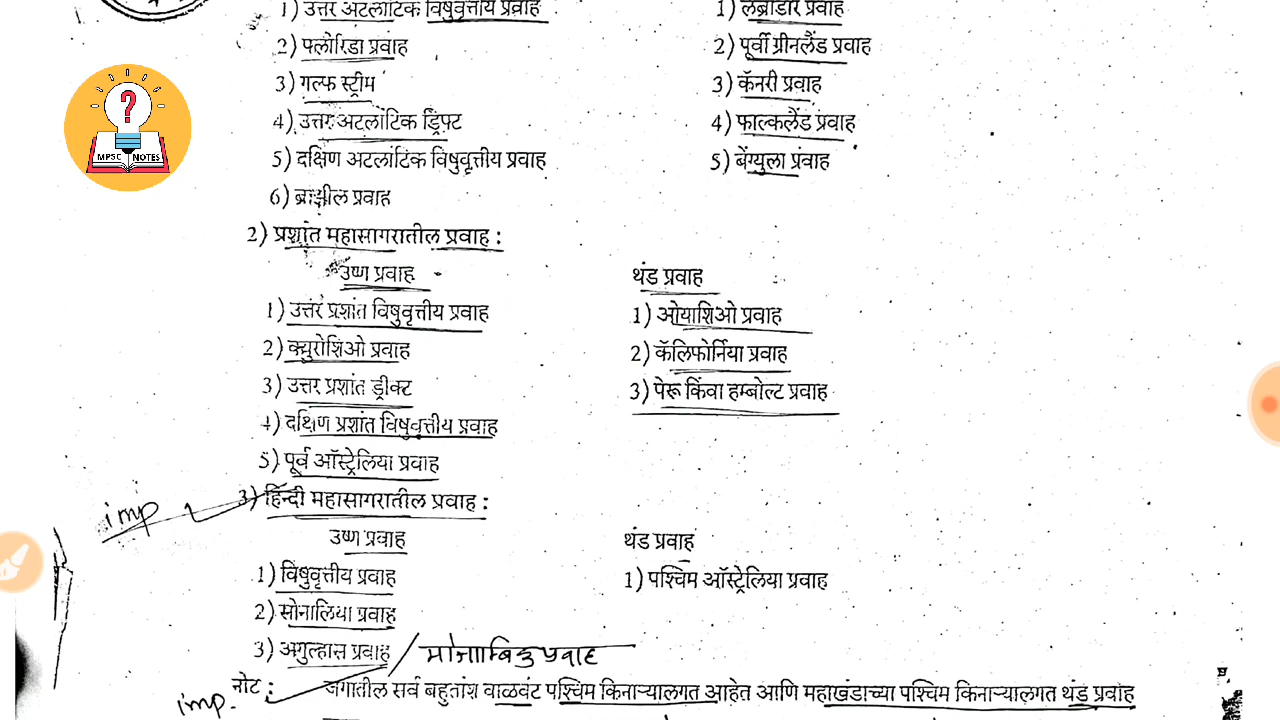 1) उत्तर अटलांटिक विषुवृत्तीय प्रवाह 1) लॅब्राडोर प्रवाह
2) फ्लोरिडा प्रवाह 2) पूर्वी ग्रीनलँड प्रवाह
3) गल्फ स्ट्रीम 3) कॅनरी प्रवाह
4) उत्तर अटलांटिक ड्रिफ्ट 4) फाल्कलँड प्रवाह
5) दक्षिण अटलांटिक विषुवृत्तीय प्रवाह 5) बेंग्युला प्रवाह
6) ब्राझील प्रवाह
MPSC NOTES
2) प्रशांत महासागरातील प्रवाह :
उष्ण प्रवाह थंड प्रवाह
1) उत्तर प्रशांत विषुवृत्तीय प्रवाह 1) ओयाशिओ प्रवाह
2) क्युरोशिओ प्रवाह 2) कॅलिफोर्निया प्रवाह
3) उत्तर प्रशांत ड्रीफ्ट 3) पेरू किंवा हम्बोल्ट प्रवाह
4) दक्षिण प्रशांत विषुवृत्तीय प्रवाह
5) पूर्व ऑस्ट्रेलिया प्रवाह
imp 3) हिन्दी महासागरातील प्रवाह :
उष्ण प्रवाह थंड प्रवाह
1) विषुवृत्तीय प्रवाह 1) पश्चिम ऑस्ट्रेलिया प्रवाह
2) सोनालिया प्रवाह
3) अगुल्हास प्रवाह / मोझांबिक प्रवाह
imp. नोट : जगातील सर्व बहुतांश वाळवंट पश्चिम किनाऱ्यालगत आहेत आणि महाखंडाच्या पश्चिम किनाऱ्यालगत थंड प्रवाह